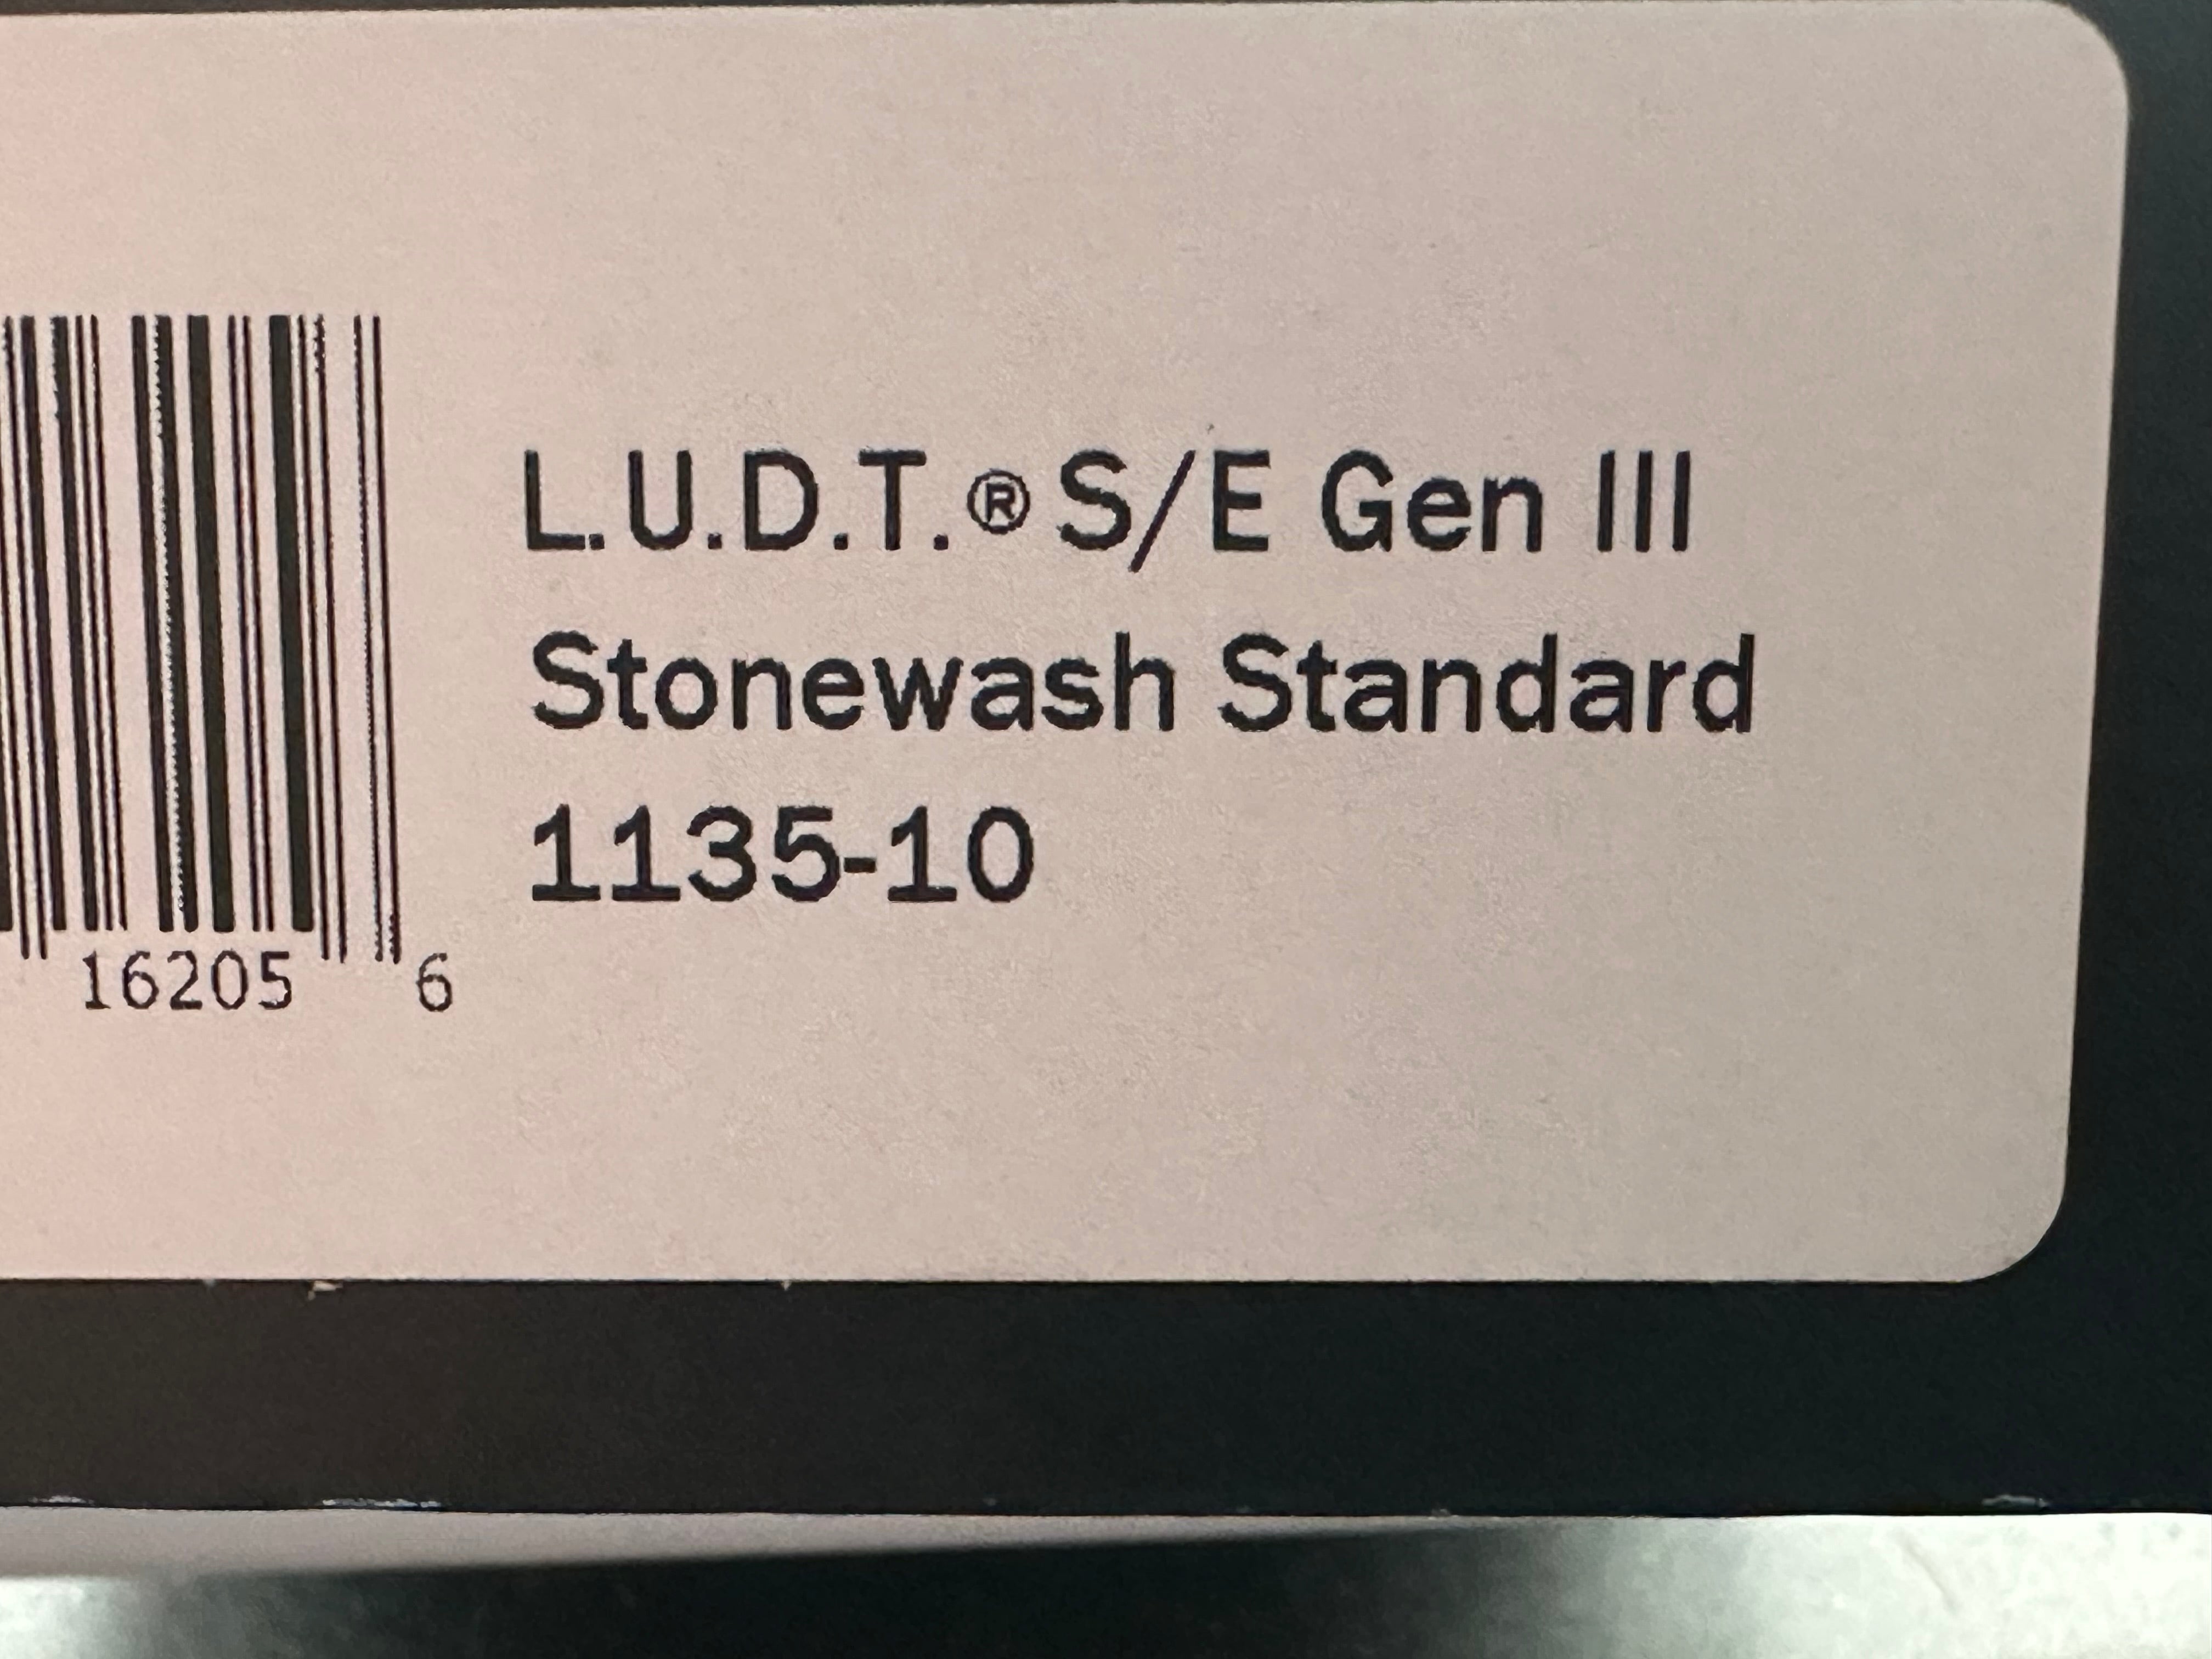 L.U.D.T.® S/E Gen III
Stonewash Standard
1135-10
16205 6